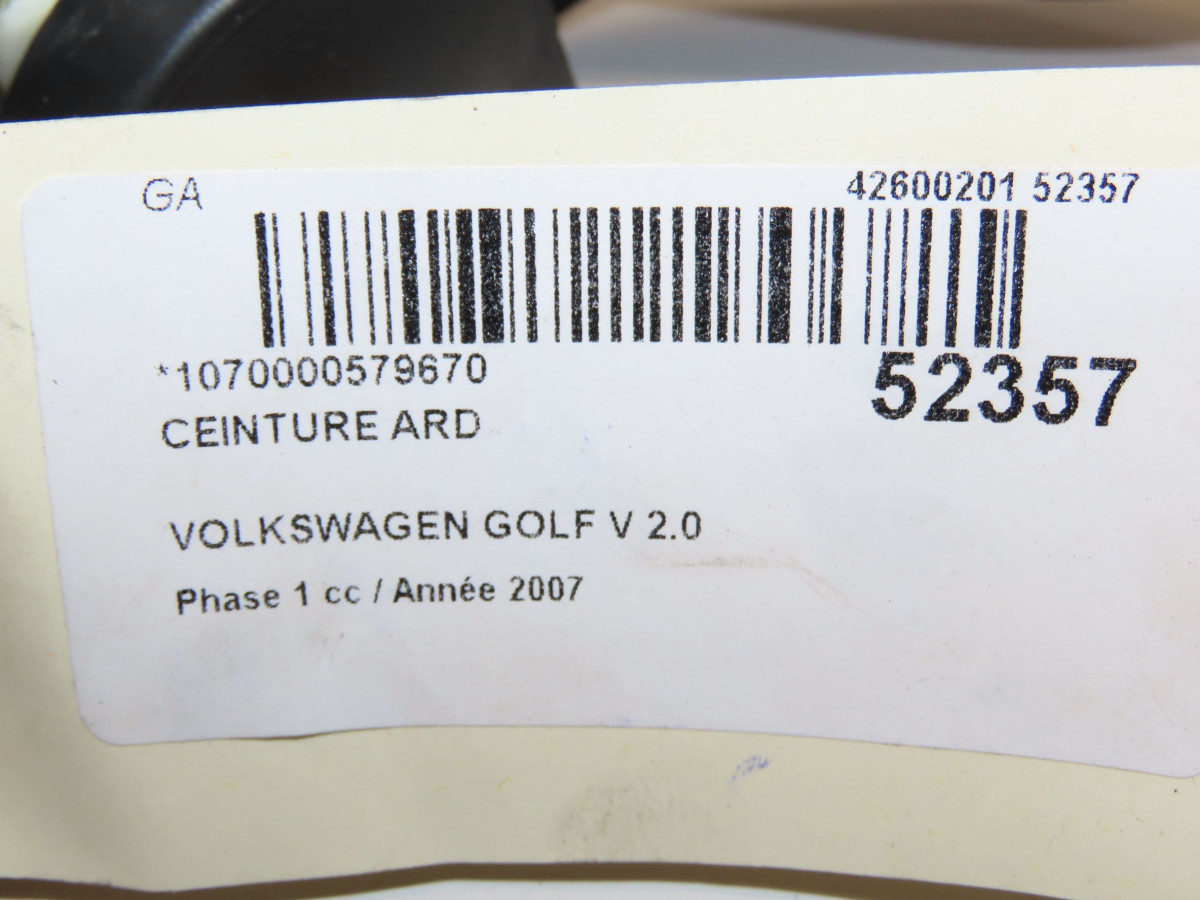 GA
42600201 52357
*1070000579670
52357
CEINTURE ARD
VOLKSWAGEN GOLF V 2.0
Phase 1 cc / Année 2007